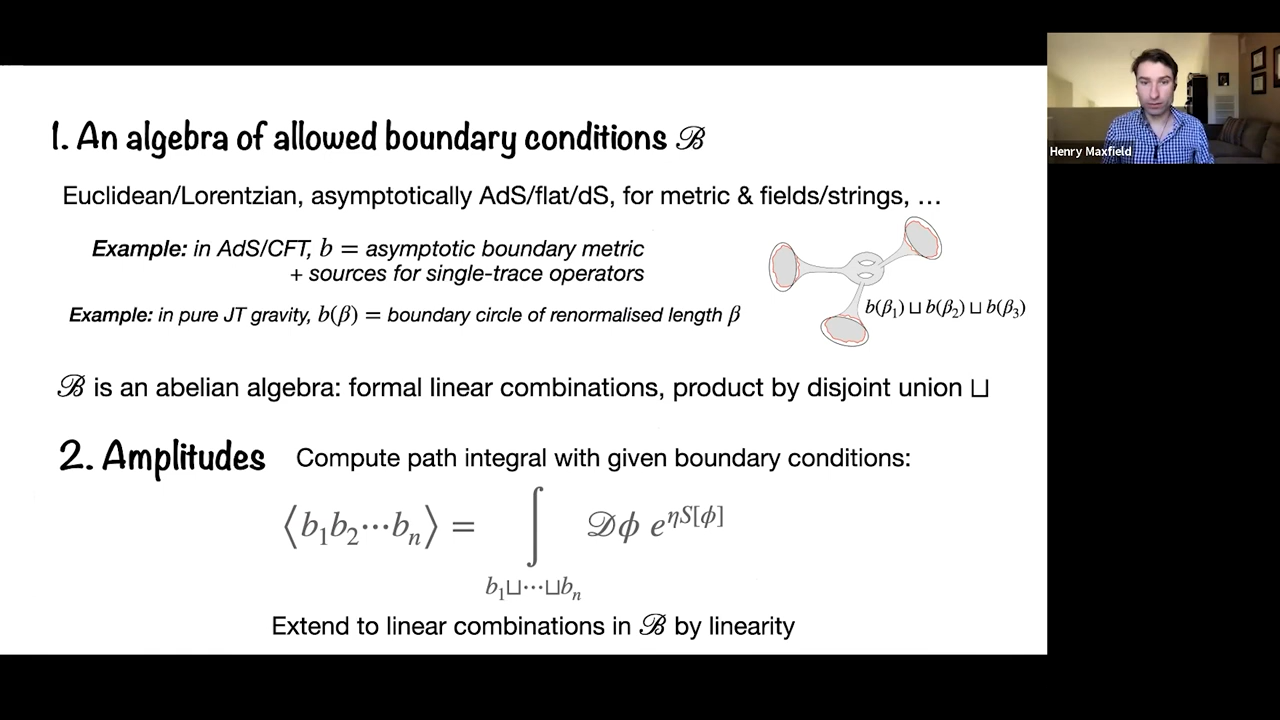 1. An algebra of allowed boundary conditions ℬ
Euclidean/Lorentzian, asymptotically AdS/flat/dS, for metric & fields/strings, …
Example: in AdS/CFT, b = asymptotic boundary metric
+ sources for single-trace operators
Example: in pure JT gravity, b(β) = boundary circle of renormalised length β
b(β₁) ⊔ b(β₂) ⊔ b(β₃)
ℬ is an abelian algebra: formal linear combinations, product by disjoint union ⊔
2. Amplitudes Compute path integral with given boundary conditions:
⟨b₁b₂⋯bₙ⟩ = ∫ 𝒟ϕ e^{ηS[ϕ]}
b₁⊔⋯⊔bₙ
Extend to linear combinations in ℬ by linearity
Henry Maxfield